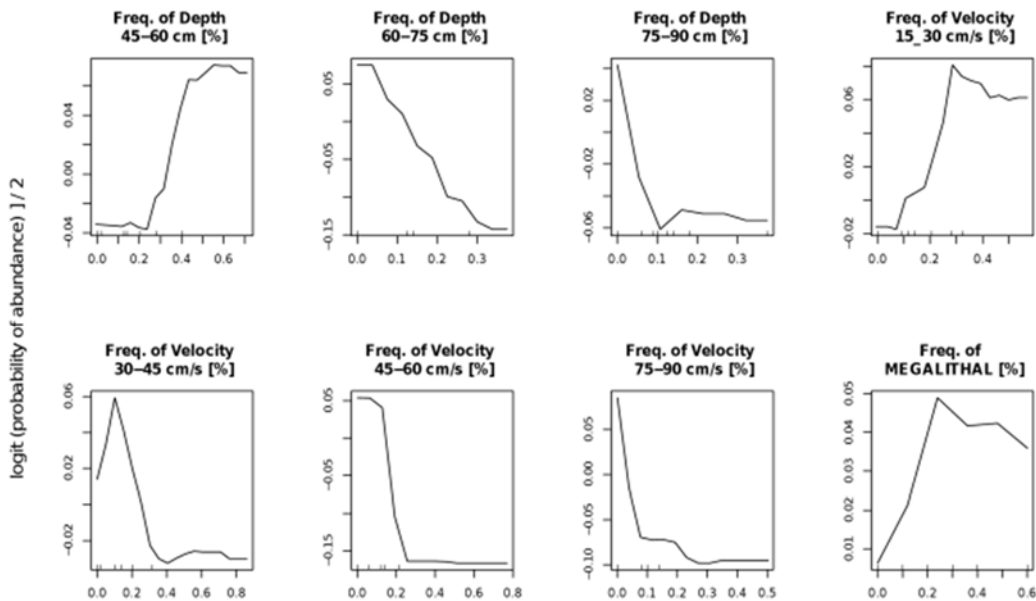 Freq. of Depth
45–60 cm [%]
Freq. of Depth
60–75 cm [%]
Freq. of Depth
75–90 cm [%]
Freq. of Velocity
15_30 cm/s [%]
0.04
0.00
-0.04
0.0 0.2 0.4 0.6
0.05
-0.05
-0.15
0.0 0.1 0.2 0.3
0.02
-0.02
-0.06
0.0 0.1 0.2 0.3
0.06
0.02
-0.02
0.0 0.2 0.4
logit (probability of abundance) ] / 2
Freq. of Velocity
30–45 cm/s [%]
Freq. of Velocity
45–60 cm/s [%]
Freq. of Velocity
75–90 cm/s [%]
Freq. of
MEGALITHAL [%]
0.06
0.02
-0.02
0.0 0.2 0.4 0.6 0.8
0.05
-0.05
-0.15
0.0 0.2 0.4 0.6 0.8
0.05
0.00
-0.05
-0.10
0.0 0.1 0.2 0.3 0.4 0.5
0.05
0.04
0.03
0.02
0.01
0.0 0.2 0.4 0.6